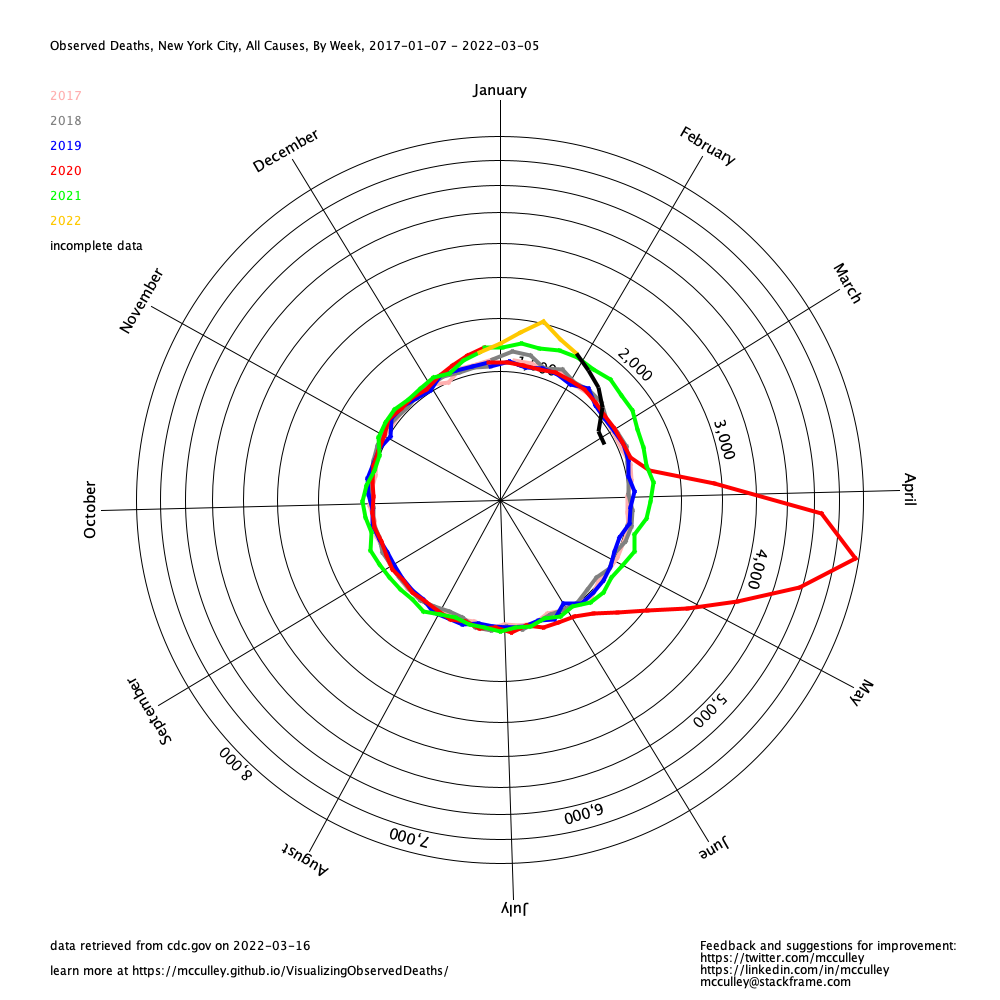 Observed Deaths, New York City, All Causes, By Week, 2017-01-07 - 2022-03-05
January
2017
2018
2019
2020
2021
2022
incomplete data
December
February
November
March
2,000
3,000
October
April
4,000
September
May
5,000
8,000
6,000
7,000
August
June
July
data retrieved from cdc.gov on 2022-03-16
learn more at https://mcculley.github.io/VisualizingObservedDeaths/
Feedback and suggestions for improvement:
https://twitter.com/mcculley
https://linkedin.com/in/mcculley
mcculley@stackframe.com